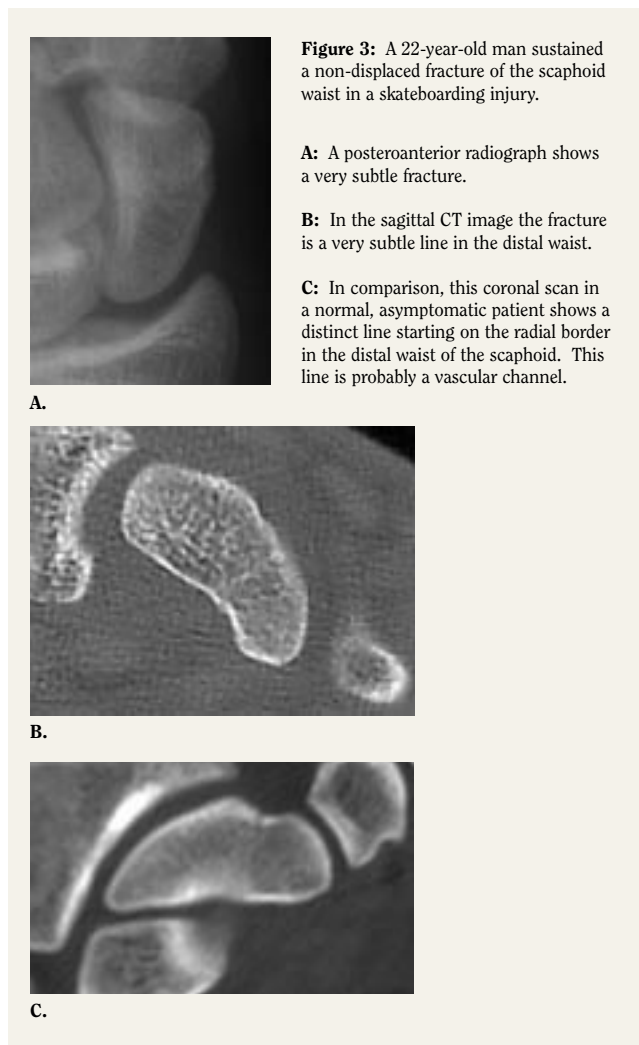 Figure 3: A 22-year-old man sustained
a non-displaced fracture of the scaphoid
waist in a skateboarding injury.
A: A posteroanterior radiograph shows
a very subtle fracture.
B: In the sagittal CT image the fracture
is a very subtle line in the distal waist.
C: In comparison, this coronal scan in
a normal, asymptomatic patient shows a
distinct line starting on the radial border
in the distal waist of the scaphoid. This
line is probably a vascular channel.
A.
B.
C.